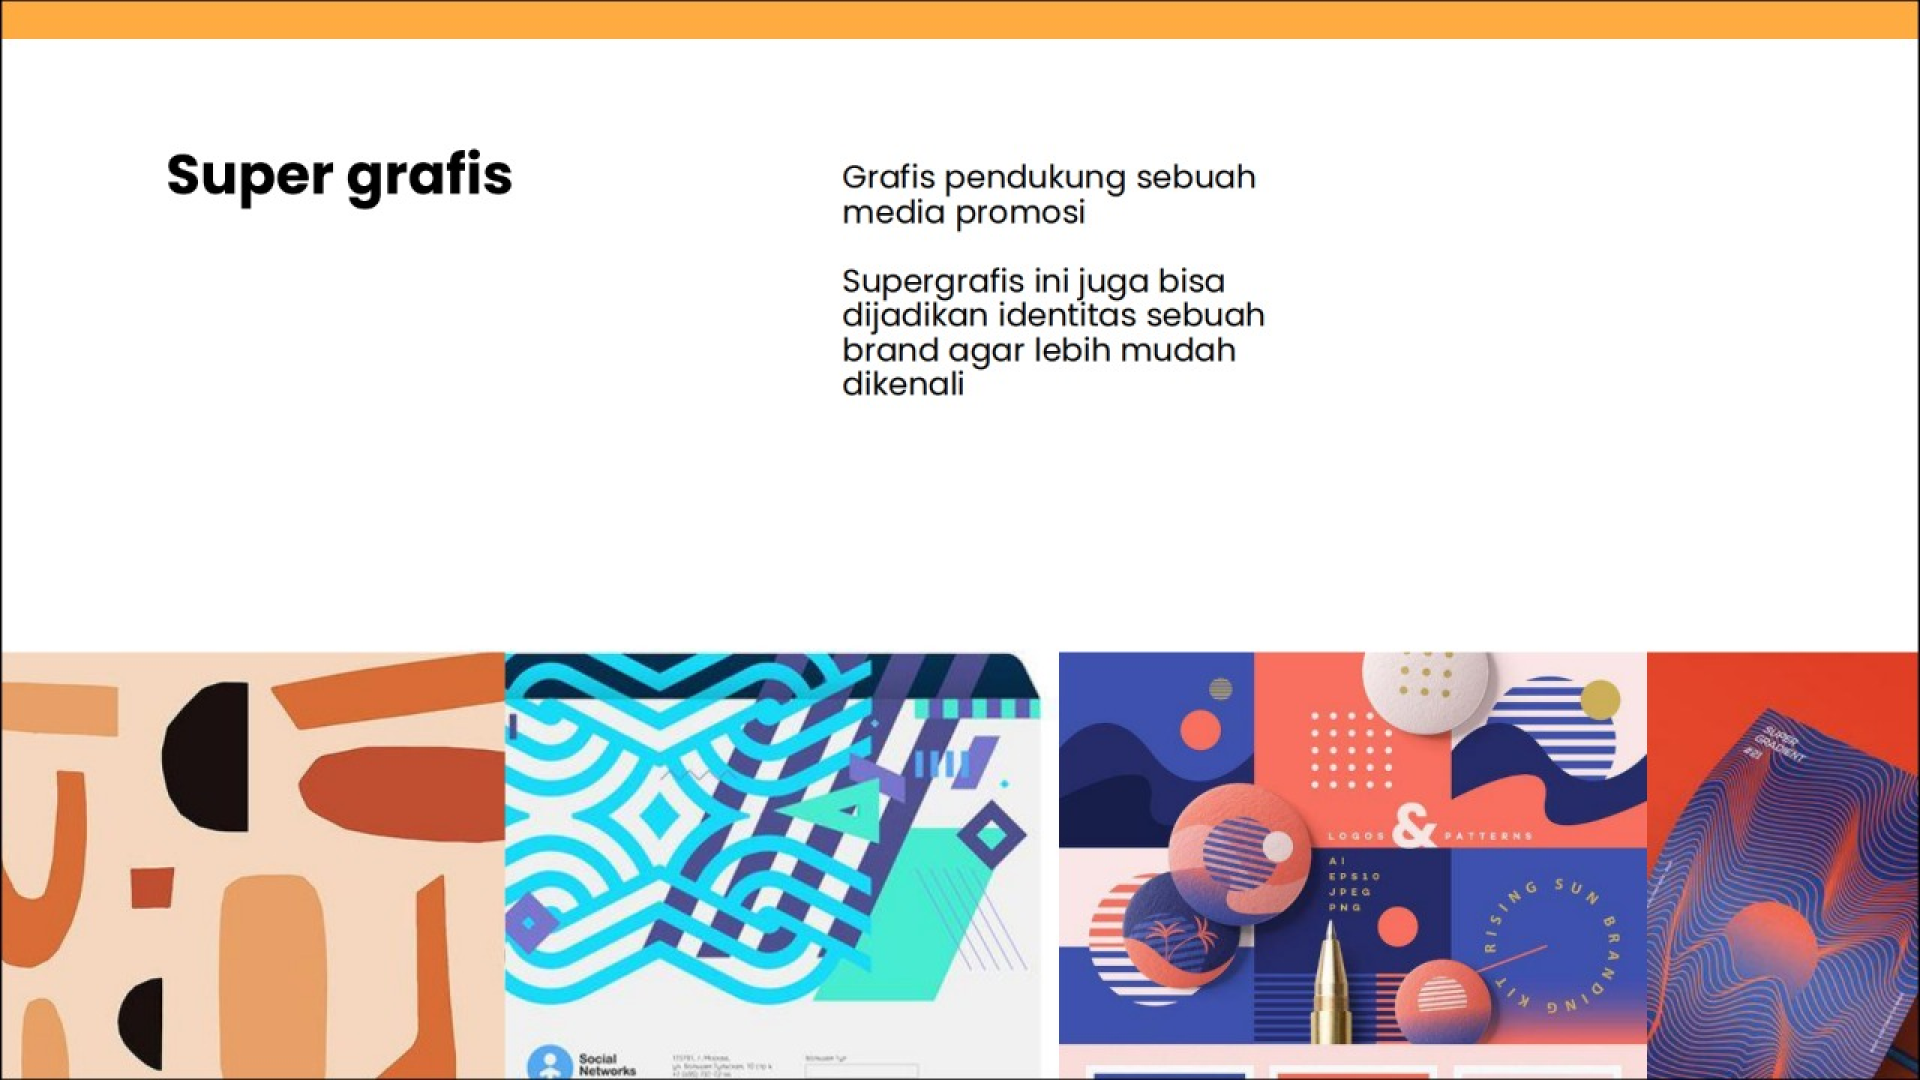 Super grafis
Grafis pendukung sebuah
media promosi
Supergrafis ini juga bisa
dijadikan identitas sebuah
brand agar lebih mudah
dikenali
Social
Networks
LOGOS & PATTERNS
AI
EPS10
JPEG
PNG
RISING SUN BRANDING KIT
SUPER
GRADIENT
#21